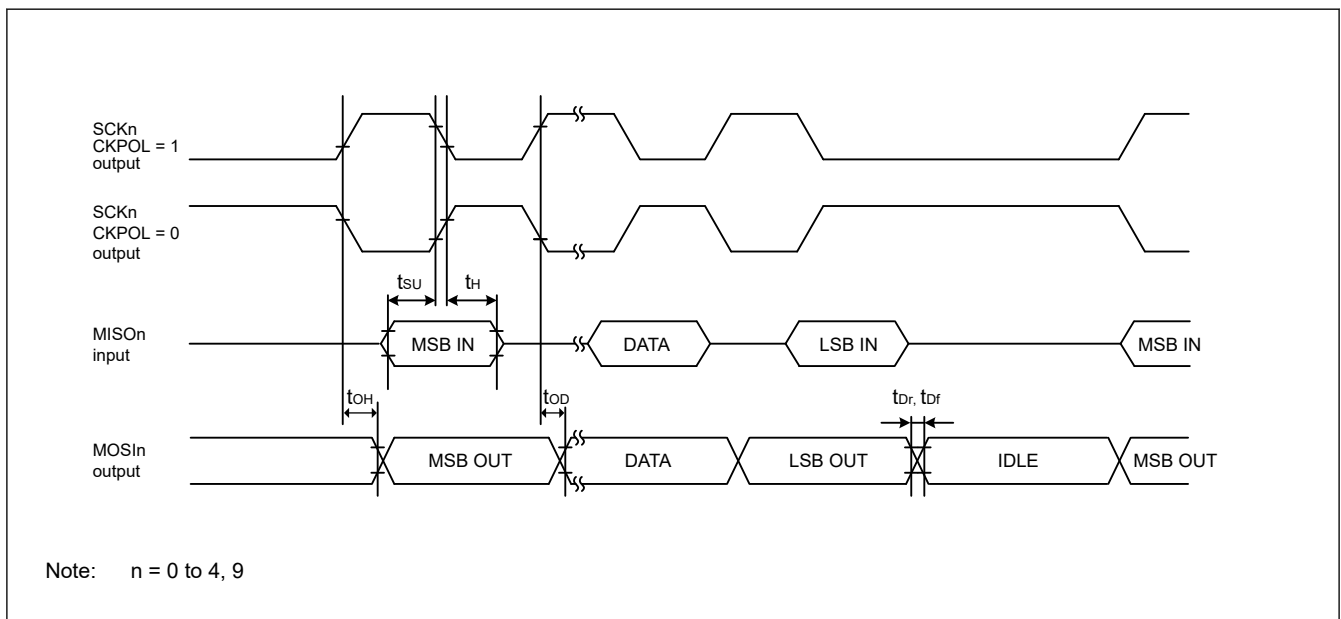 SCKn
CKPOL = 1
output
SCKn
CKPOL = 0
output
tSU
tH
MISOn
input
MSB IN
DATA
LSB IN
MSB IN
tOH
tOD
tDr, tDf
MOSIn
output
MSB OUT
DATA
LSB OUT
IDLE
MSB OUT
Note: n = 0 to 4, 9